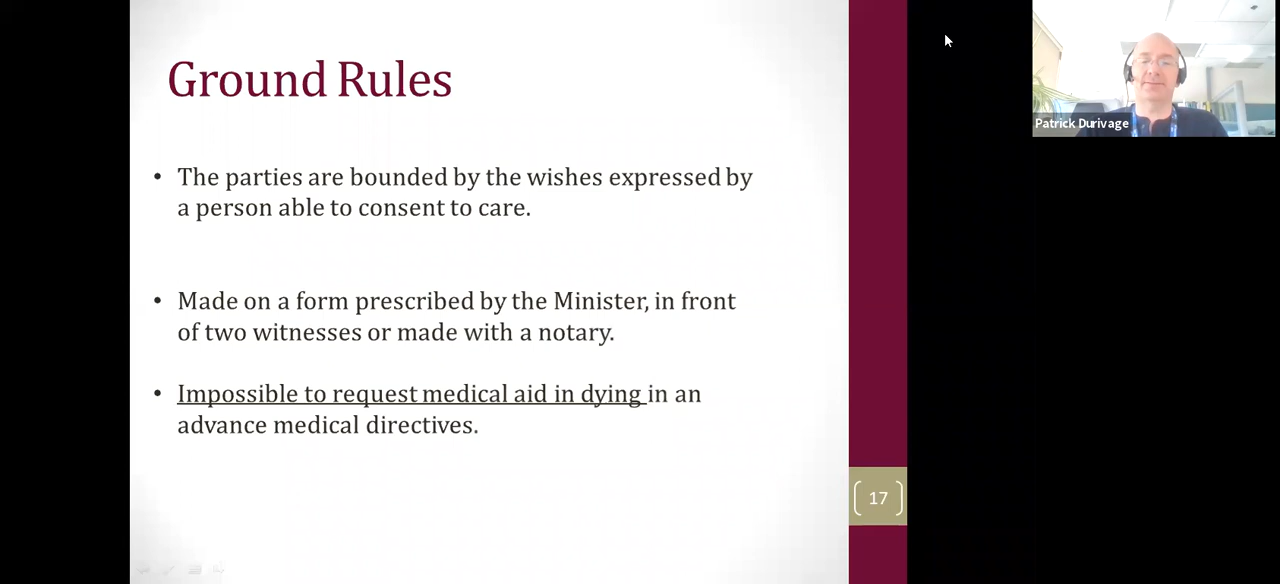 Ground Rules
• The parties are bounded by the wishes expressed by
a person able to consent to care.
• Made on a form prescribed by the Minister, in front
of two witnesses or made with a notary.
• Impossible to request medical aid in dying in an
advance medical directives.
17
Patrick Durivage